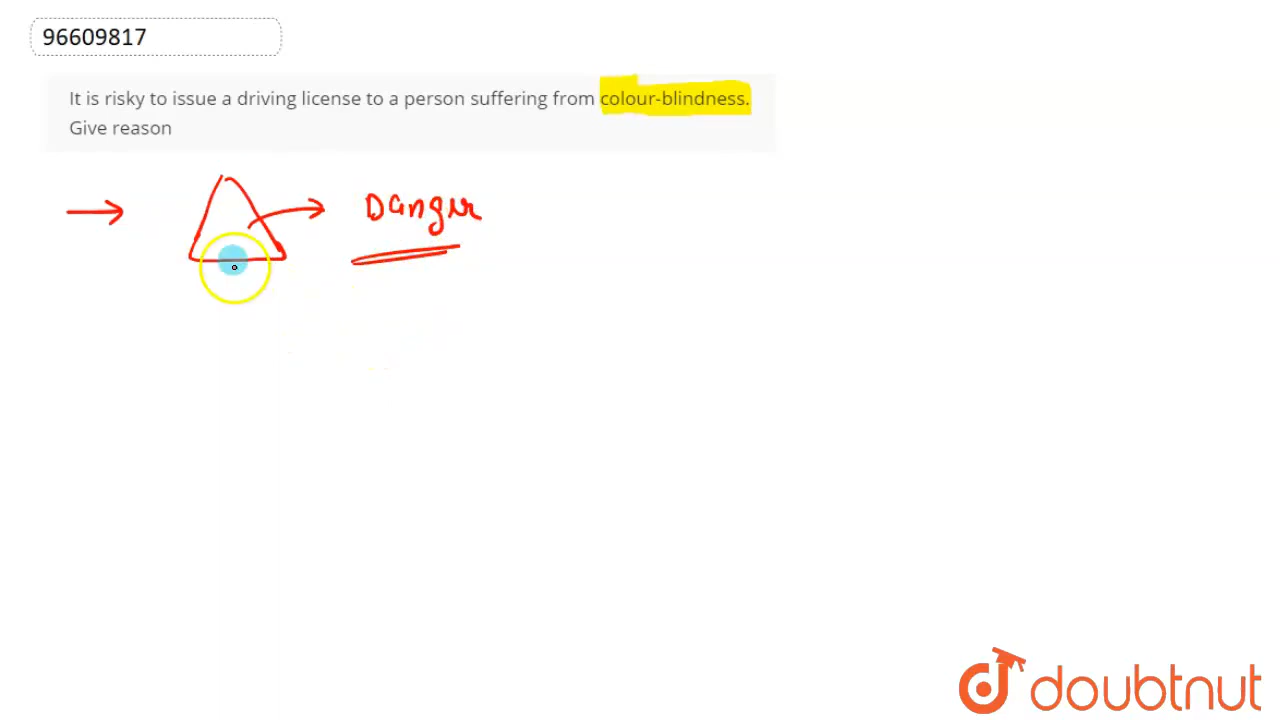 96609817
It is risky to issue a driving license to a person suffering from colour-blindness.
Give reason
Danger
doubtnut